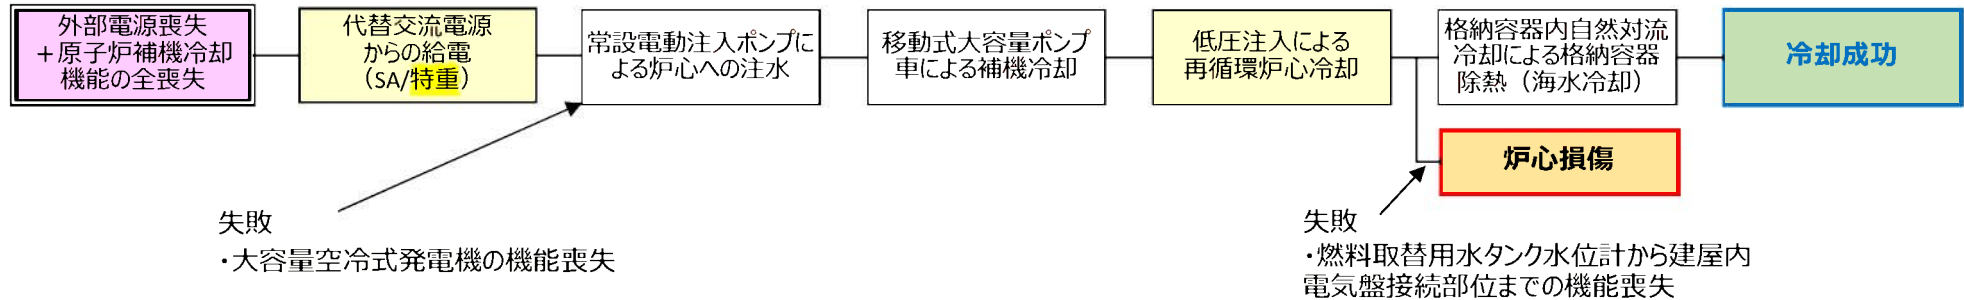 外部電源喪失
＋原子炉補機冷却
機能の全喪失
代替交流電源
からの給電
（SA/特重）
常設電動注入ポンプに
よる炉心への注水
移動式大容量ポンプ
車による補機冷却
低圧注入による
再循環炉心冷却
格納容器内自然対流
冷却による格納容器
除熱（海水冷却）
冷却成功
炉心損傷
失敗
・大容量空冷式発電機の機能喪失
失敗
・燃料取替用水タンク水位計から建屋内
電気盤接続部位までの機能喪失